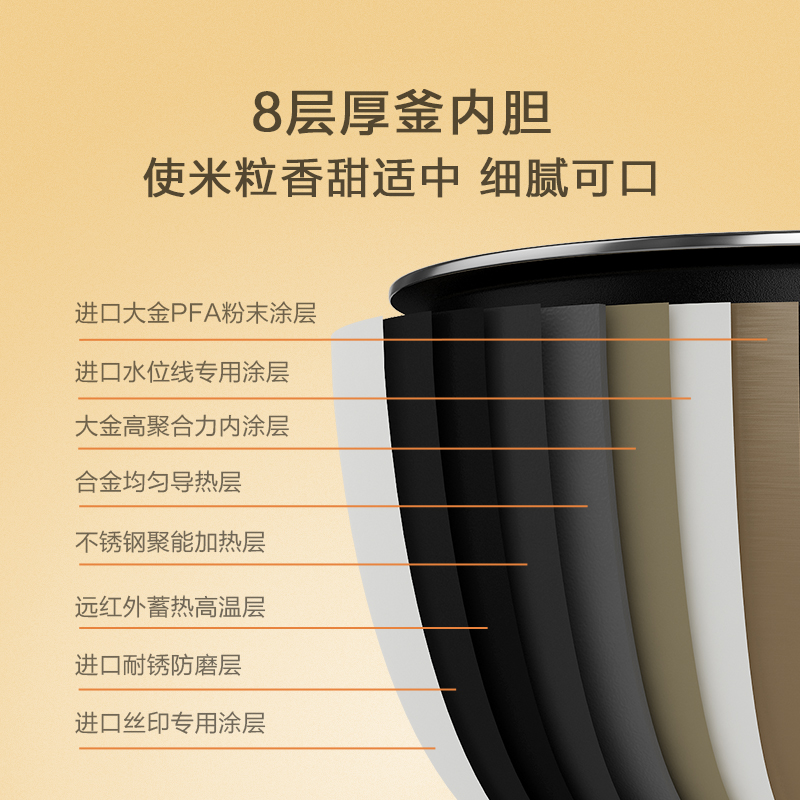 8层厚釜内胆
使米粒香甜适中 细腻可口
进口大金PFA粉末涂层
进口水位线专用涂层
大金高聚合力内涂层
合金均匀导热层
不锈钢聚能加热层
远红外蓄热高温层
进口耐锈防磨层
进口丝印专用涂层